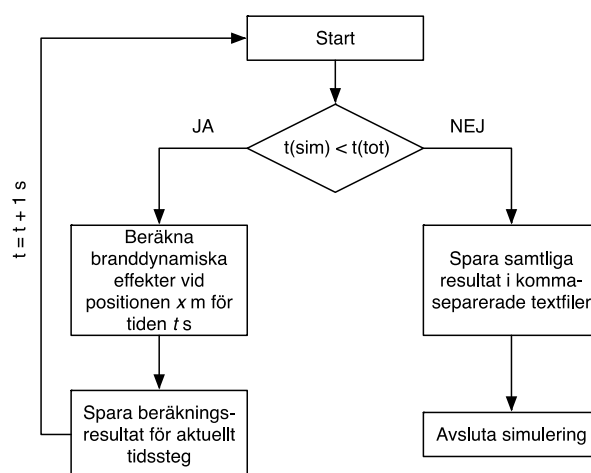 Start
t(sim) < t(tot)
JA
NEJ
t = t + 1 s
Beräkna
branddynamiska
effekter vid
positionen x m för
tiden t s
Spara beräknings-
resultat för aktuellt
tidssteg
Spara samtliga
resultat i komma-
separerade textfiler
Avsluta simulering